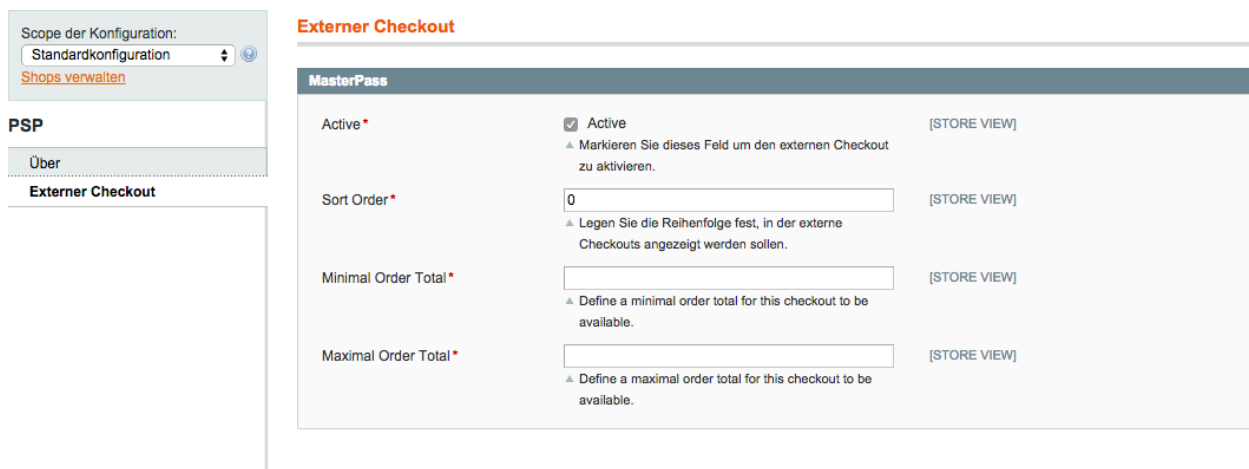 Scope der Konfiguration:
Standardkonfiguration
Shops verwalten
PSP
Über
Externer Checkout
Externer Checkout
MasterPass
Active* Active [STORE VIEW]
Markieren Sie dieses Feld um den externen Checkout
zu aktivieren.
Sort Order* 0 [STORE VIEW]
Legen Sie die Reihenfolge fest, in der externe
Checkouts angezeigt werden sollen.
Minimal Order Total* [STORE VIEW]
Define a minimal order total for this checkout to be
available.
Maximal Order Total* [STORE VIEW]
Define a maximal order total for this checkout to be
available.